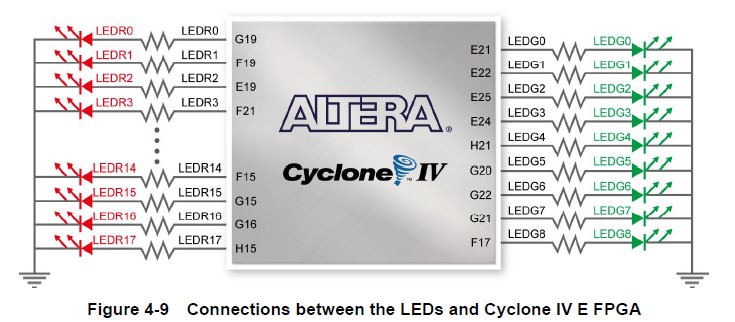 LEDR0 LEDR0 G19
LEDR1 LEDR1 F19
LEDR2 LEDR2 E19
LEDR3 LEDR3 F21
LEDR14 LEDR14 F15
LEDR15 LEDR15 G15
LEDR16 LEDR16 G16
LEDR17 LEDR17 H15
ALTERA®
Cyclone™ IV
E21 LEDG0 LEDG0
E22 LEDG1 LEDG1
E25 LEDG2 LEDG2
E24 LEDG3 LEDG3
H21 LEDG4 LEDG4
G20 LEDG5 LEDG5
G22 LEDG6 LEDG6
G21 LEDG7 LEDG7
F17 LEDG8 LEDG8
Figure 4-9 Connections between the LEDs and Cyclone IV E FPGA